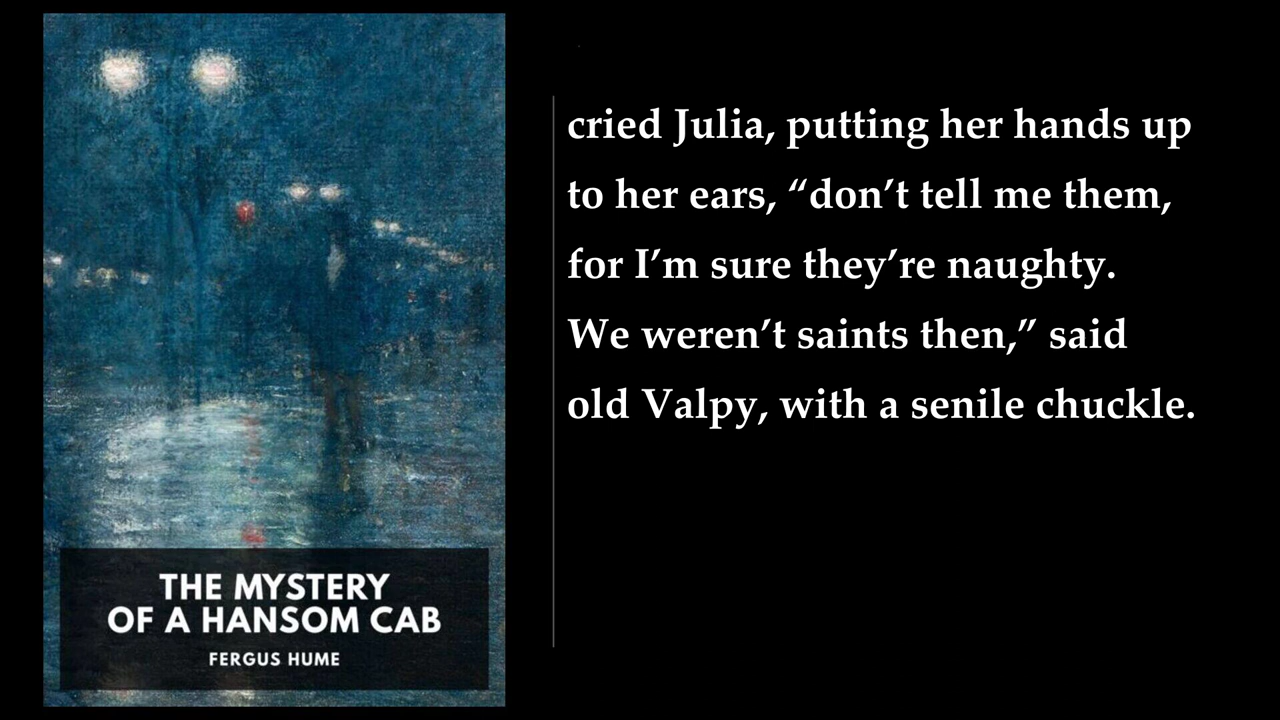 THE MYSTERY
OF A HANSOM CAB
FERGUS HUME
cried Julia, putting her hands up
to her ears, “don’t tell me them,
for I’m sure they’re naughty.
We weren’t saints then,” said
old Valpy, with a senile chuckle.